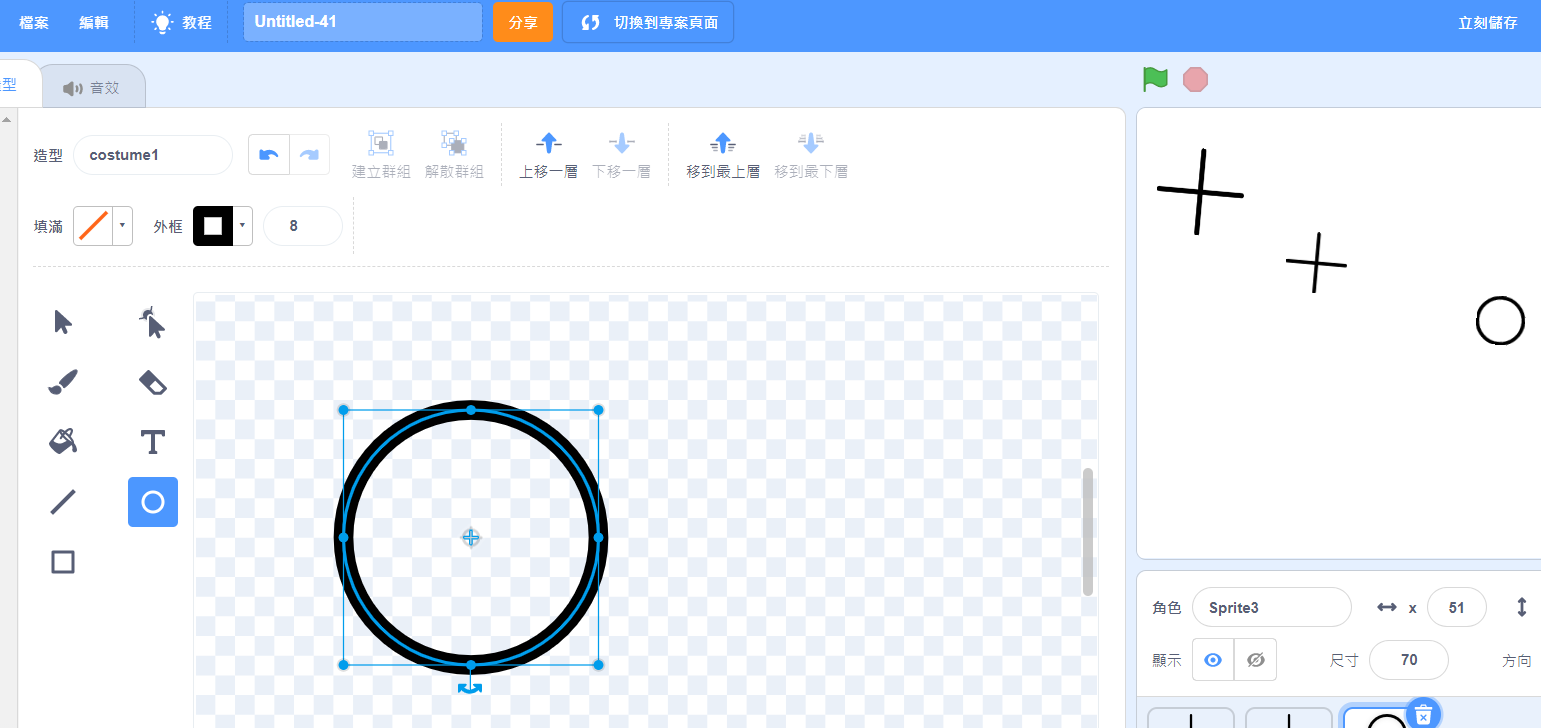 檔案 編輯 教程 Untitled-41 分享 切換到專案頁面 立刻儲存
型 音效
造型 costume1 建立群組 解散群組 上移一層 下移一層 移到最上層 移到最下層
填滿 外框 8
T
角色 Sprite3 x 51
顯示 尺寸 70 方向